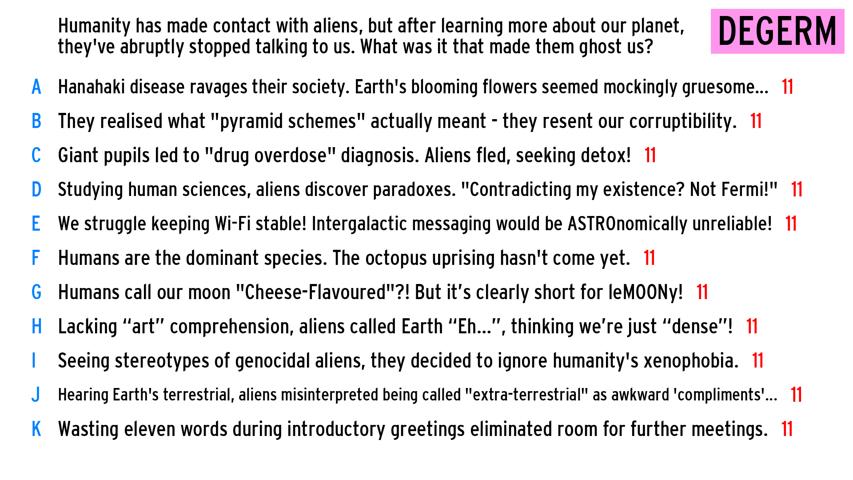 Humanity has made contact with aliens, but after learning more about our planet,
they've abruptly stopped talking to us. What was it that made them ghost us?
DEGERM
A Hanahaki disease ravages their society. Earth's blooming flowers seemed mockingly gruesome... 11
B They realised what "pyramid schemes" actually meant - they resent our corruptibility. 11
C Giant pupils led to "drug overdose" diagnosis. Aliens fled, seeking detox! 11
D Studying human sciences, aliens discover paradoxes. "Contradicting my existence? Not Fermi!" 11
E We struggle keeping Wi-Fi stable! Intergalactic messaging would be ASTROnomically unreliable! 11
F Humans are the dominant species. The octopus uprising hasn't come yet. 11
G Humans call our moon "Cheese-Flavoured"?! But it’s clearly short for leMOONy! 11
H Lacking “art” comprehension, aliens called Earth “Eh...”, thinking we’re just “dense”! 11
I Seeing stereotypes of genocidal aliens, they decided to ignore humanity's xenophobia. 11
J Hearing Earth's terrestrial, aliens misinterpreted being called "extra-terrestrial" as awkward 'compliments'... 11
K Wasting eleven words during introductory greetings eliminated room for further meetings. 11